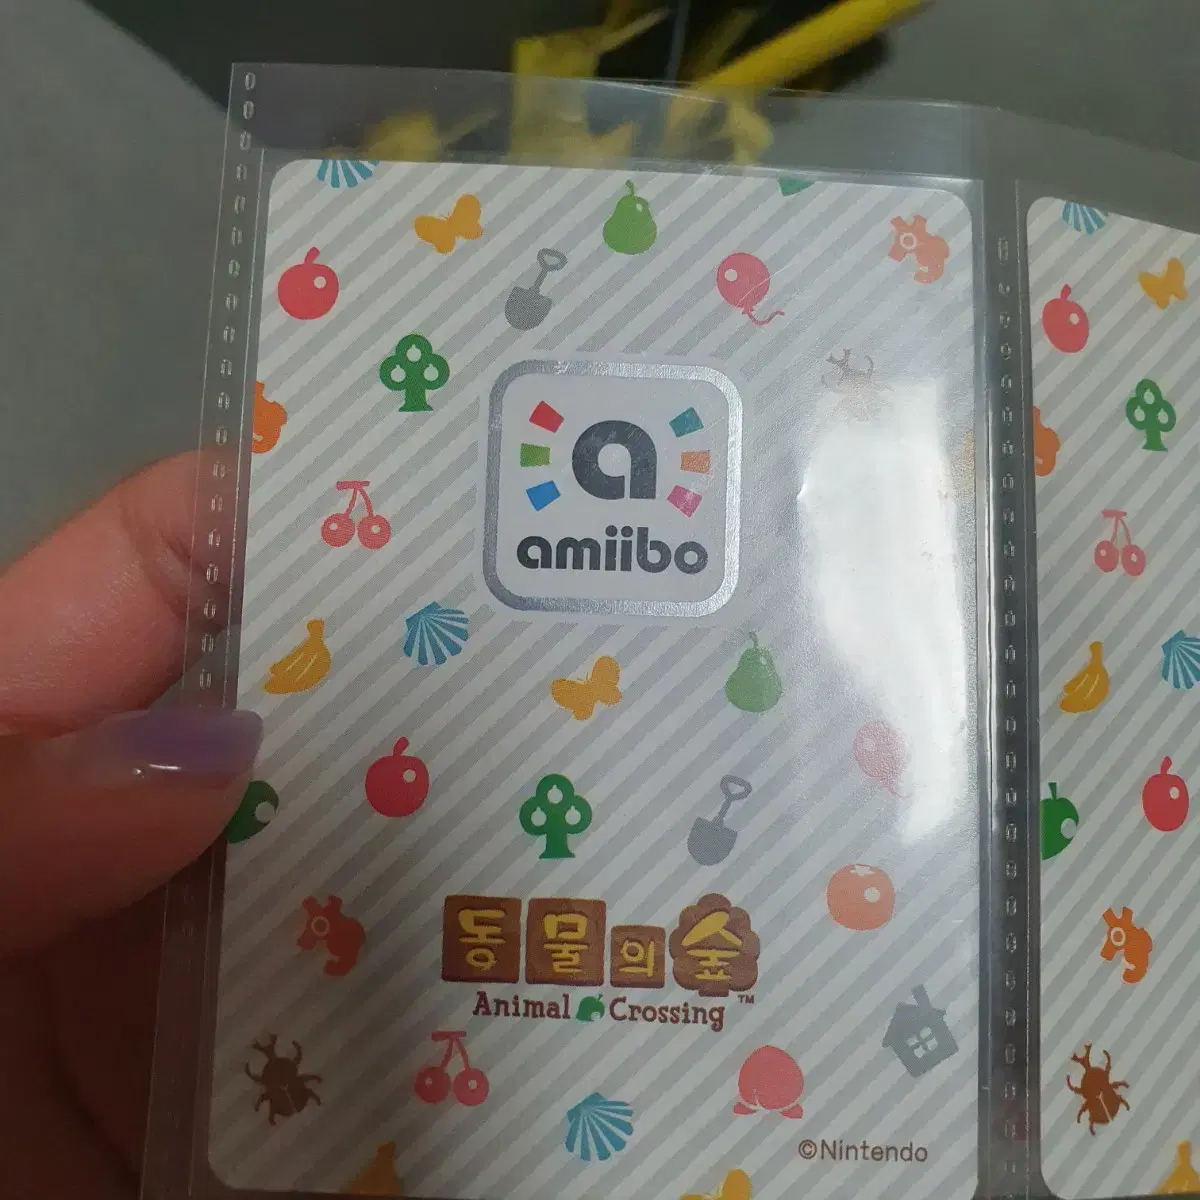 a
amiibo
동물의 숲
Animal Crossing™
©Nintendo